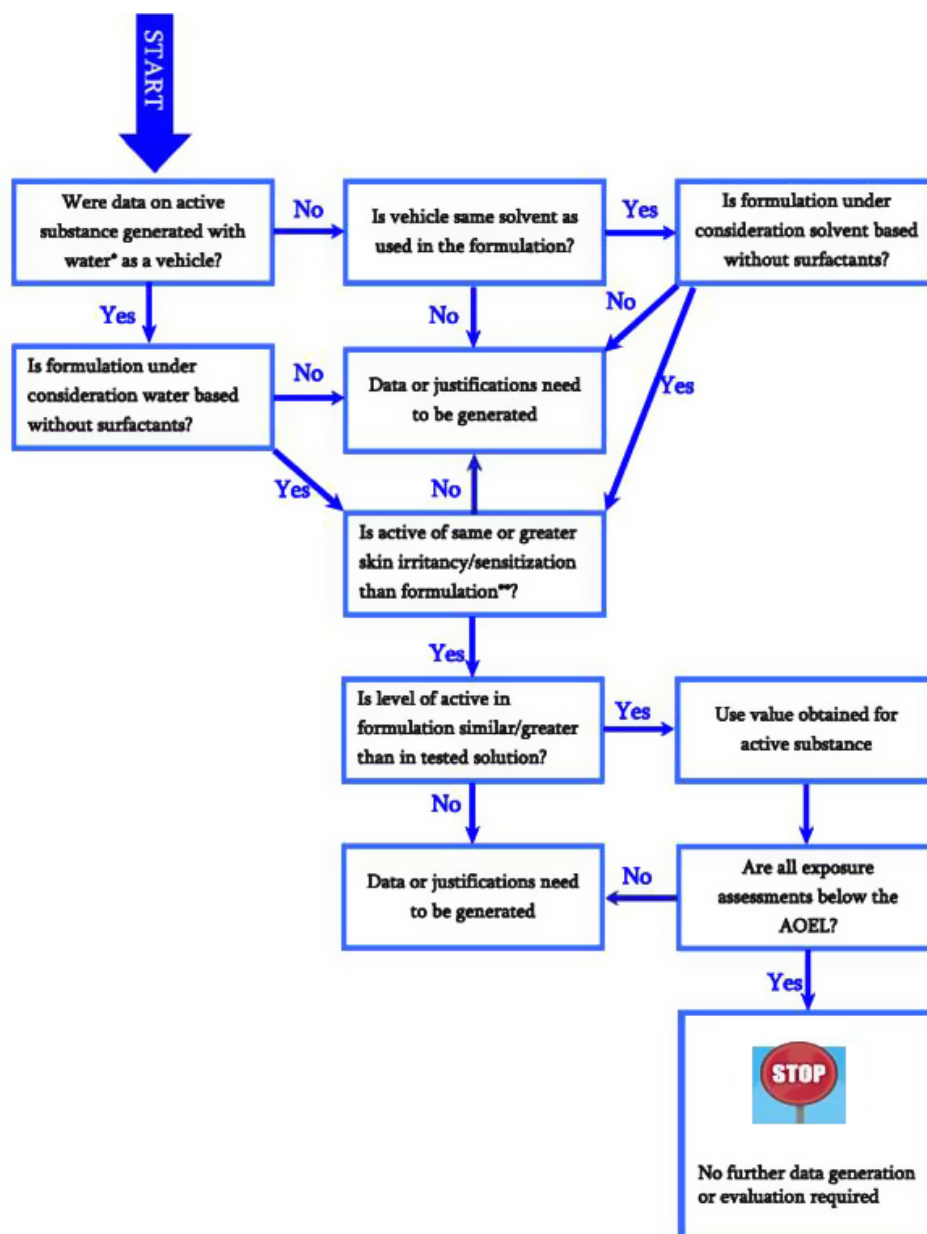 START
Were data on active
substance generated with
water* as a vehicle?
No
Is vehicle same solvent as
used in the formulation?
Yes
Is formulation under
consideration solvent based
without surfactants?
Yes
No
No
Is formulation under
consideration water based
without surfactants?
No
Data or justifications need
to be generated
Yes
Yes
No
Is active of same or greater
skin irritancy/sensitization
than formulation**?
Yes
Is level of active in
formulation similar/greater
than in tested solution?
Yes
Use value obtained for
active substance
No
Data or justifications need
to be generated
No
Are all exposure
assessments below the
AOEL?
Yes
STOP
No further data generation
or evaluation required